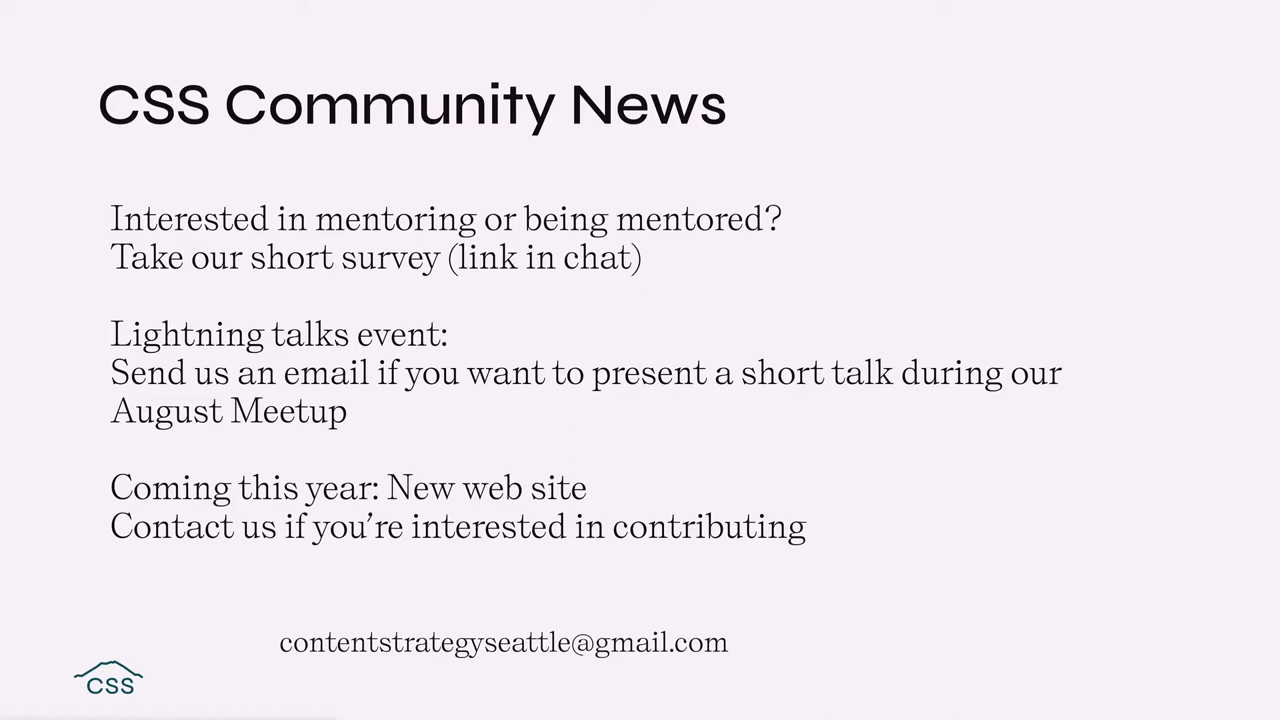 CSS Community News
Interested in mentoring or being mentored?
Take our short survey (link in chat)
Lightning talks event:
Send us an email if you want to present a short talk during our
August Meetup
Coming this year: New web site
Contact us if you’re interested in contributing
contentstrategyseattle@gmail.com
CSS